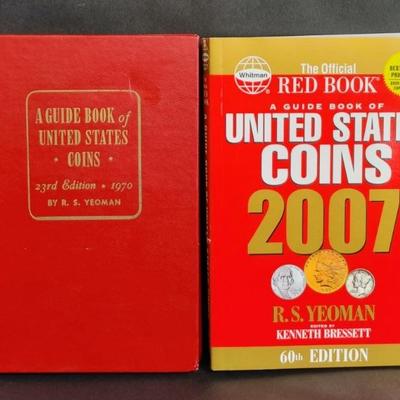 A GUIDE BOOK of
UNITED STATES
• COINS •
23rd Edition • 1970
BY R. S. YEOMAN
Whitman®
The Official
RED BOOK®
A GUIDE BOOK OF
UNITED STATE
COINS
2007
R.S. YEOMAN
EDITED BY
KENNETH BRESSETT
60th EDITION